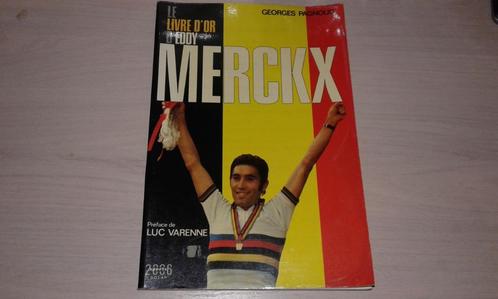 LE
LIVRE D'OR
D'EDDY
GEORGES PAGNOUD
MERCKX
Préface de
LUC VARENNE